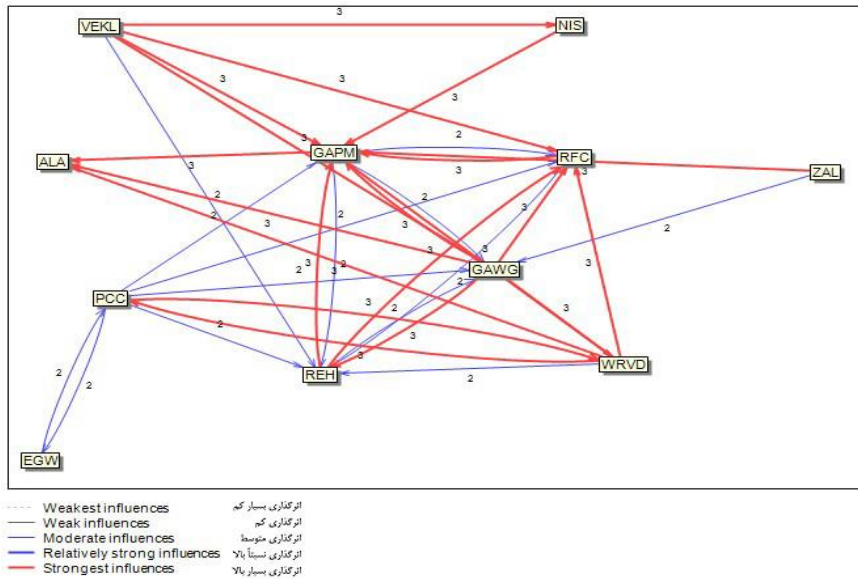 VEKL
3
NIS
3
3
3
2
3
GAPM
RFC
ZAL
ALA
3
3
3
2
2
2
3
2
3
3
3
3
2
GAWG
2
3
2
3
3
2
PCC
3
2
3
2
3
3
WRVD
REH
2
2
2
EGW
Weakest influences اثرگذاری بسیار کم
Weak influences اثرگذاری کم
Moderate influences اثرگذاری متوسط
Relatively strong influences اثرگذاری نسبتاً بالا
Strongest influences اثرگذاری بسیار بالا